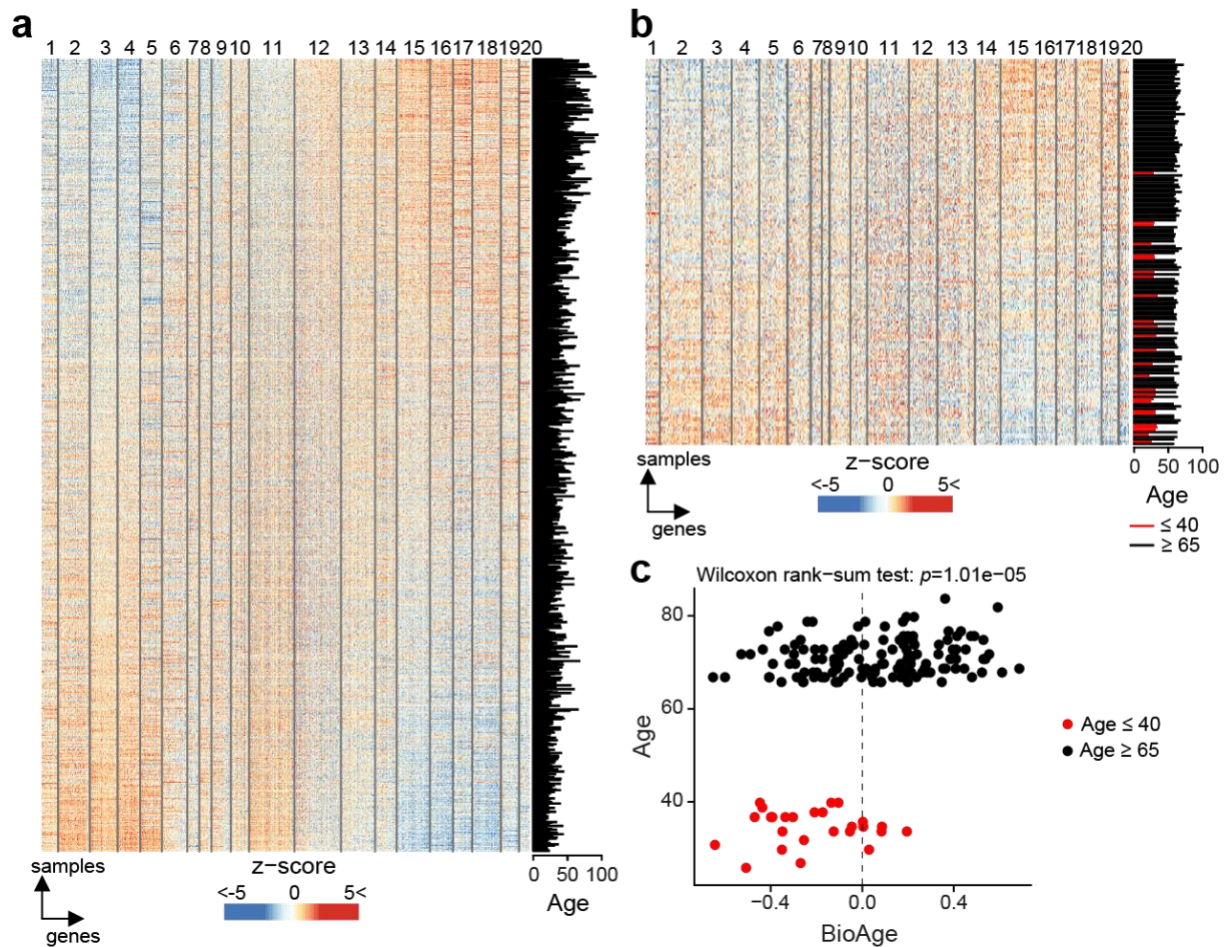 a
1 2 3 4 5 6 7 8 9 10 11 12 13 14 15 16 17 18 19 20
samples
genes
z-score
<-5 0 5<
0 50 100
Age
b
1 2 3 4 5 6 7 8 9 10 11 12 13 14 15 16 17 18 19 20
samples
genes
z-score
<-5 0 5<
0 50 100
Age
≤ 40
≥ 65
c
Wilcoxon rank−sum test: p=1.01e−05
80
60
40
Age
−0.4 0.0 0.4
BioAge
Age ≤ 40
Age ≥ 65